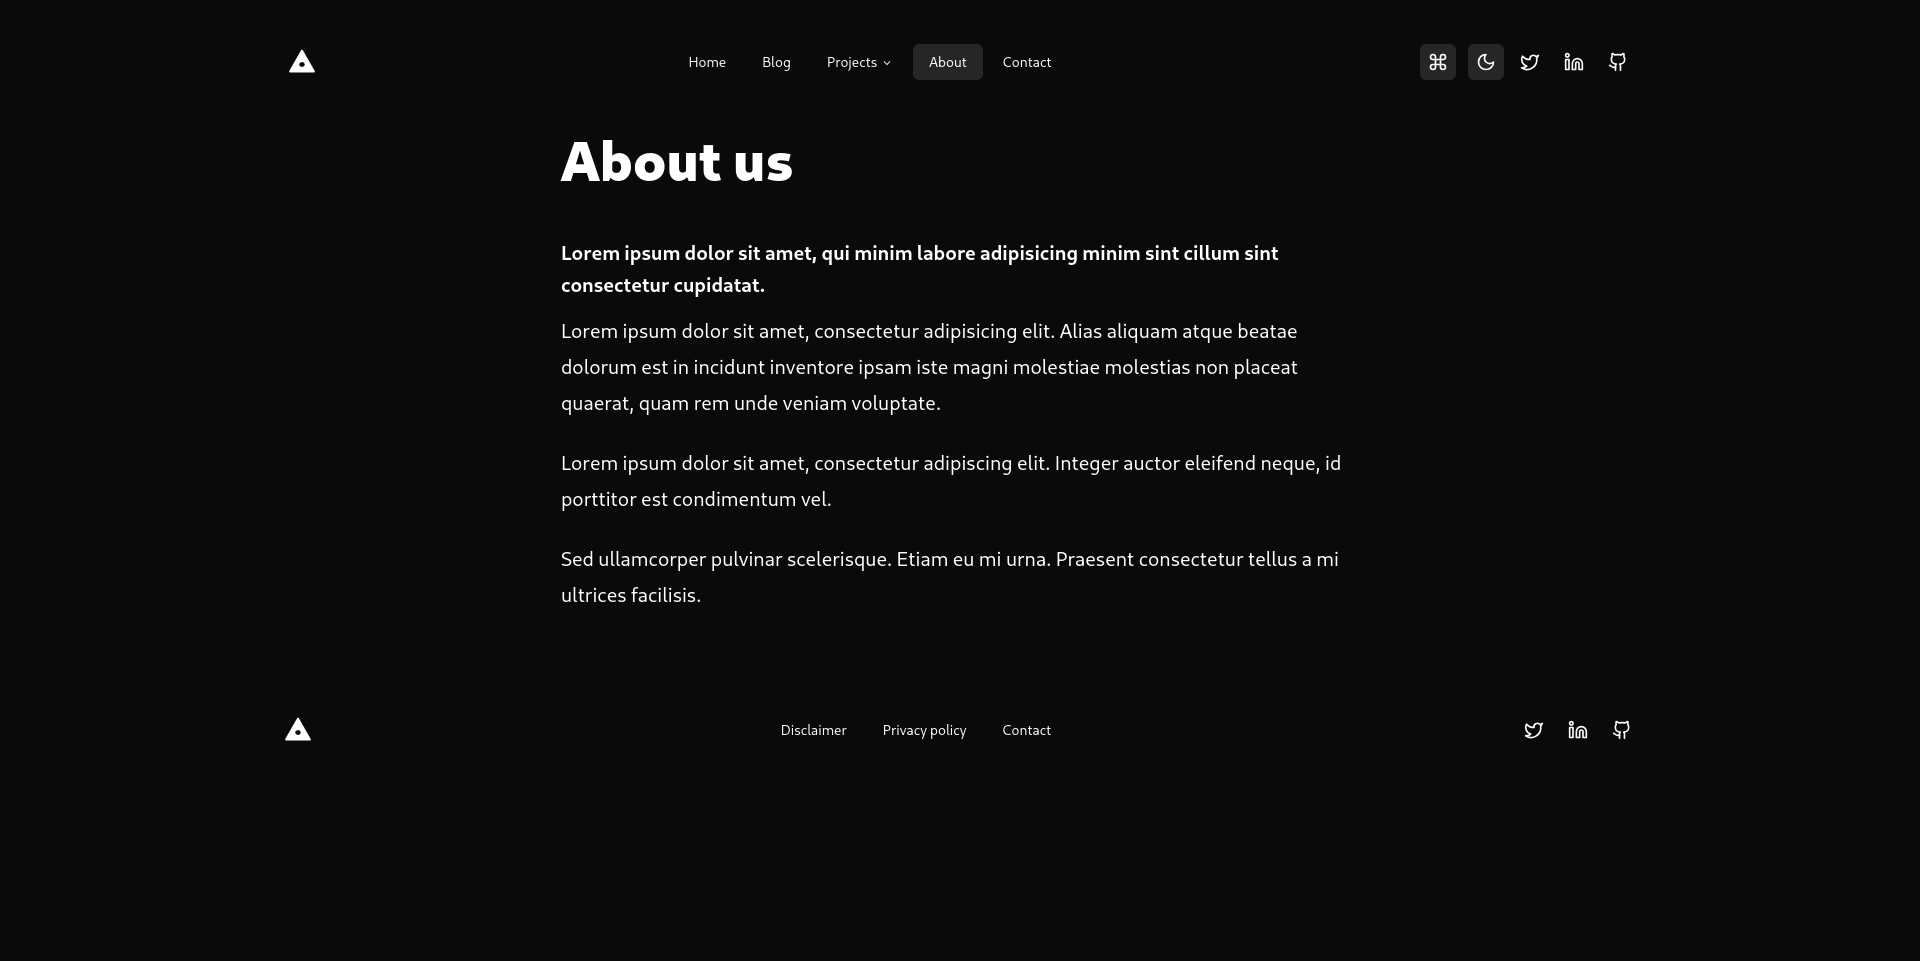 Home Blog Projects About Contact
About us
Lorem ipsum dolor sit amet, qui minim labore adipisicing minim sint cillum sint
consectetur cupidatat.
Lorem ipsum dolor sit amet, consectetur adipisicing elit. Alias aliquam atque beatae
dolorum est in incidunt inventore ipsam iste magni molestiae molestias non placeat
quaerat, quam rem unde veniam voluptate.
Lorem ipsum dolor sit amet, consectetur adipiscing elit. Integer auctor eleifend neque, id
porttitor est condimentum vel.
Sed ullamcorper pulvinar scelerisque. Etiam eu mi urna. Praesent consectetur tellus a mi
ultrices facilisis.
Disclaimer Privacy policy Contact